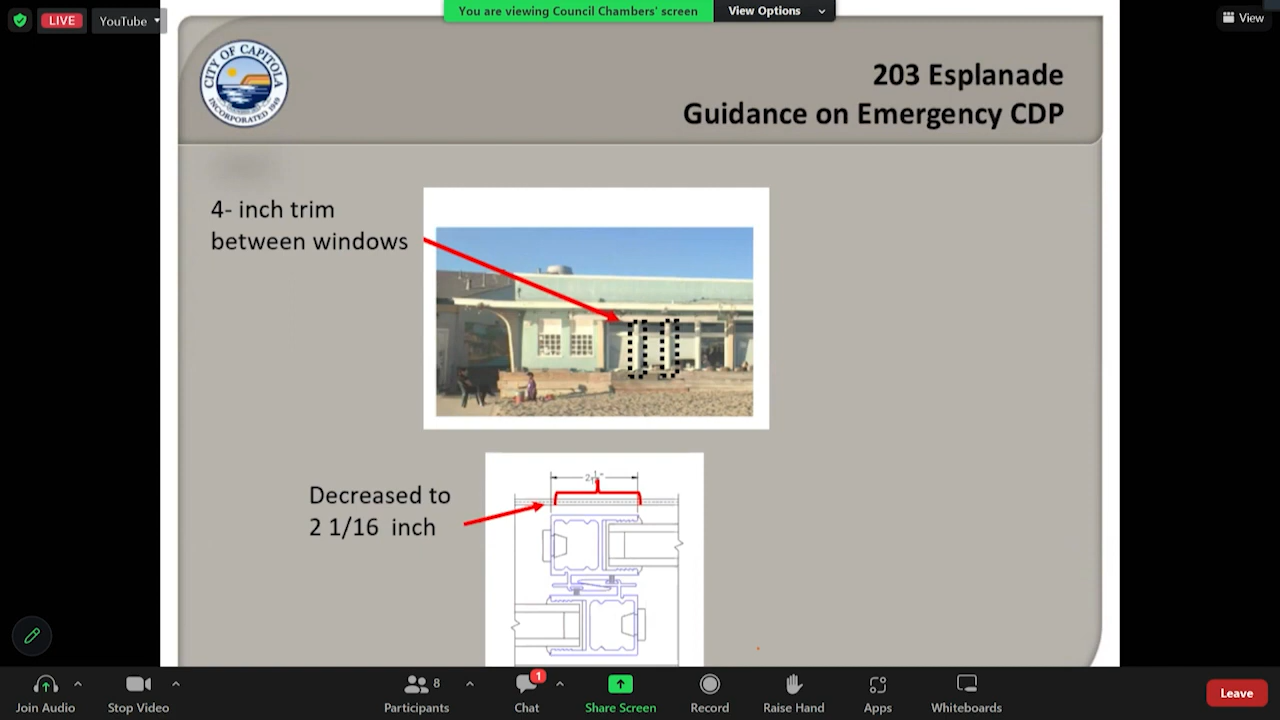 LIVE
YouTube
You are viewing Council Chambers' screen
View Options
View
CITY OF CAPITOLA
INCORPORATED 1949
203 Esplanade
Guidance on Emergency CDP
4- inch trim
between windows
Decreased to
2 1/16 inch
Join Audio
Stop Video
8
Participants
1
Chat
Share Screen
Record
Raise Hand
Apps
Whiteboards
Leave